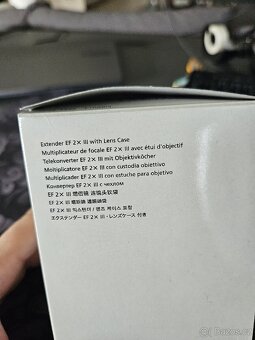 Extender EF 2× III with Lens Case
Multiplicateur de focale EF 2× III avec étui d'objectif
Telekonverter EF 2× III mit Objektivköcher
Moltiplicatore EF 2× III con custodia obiettivo
Multiplicador EF 2× III con estuche para objetivo
Конвертер EF 2× III с чехлом
EF 2× III 增倍镜 连镜头软袋
EF 2× III 增距鏡 連鏡頭袋
EF 2× III 익스텐더 / 렌즈 케이스 포함
エクステンダー EF 2× III・レンズケース 付き